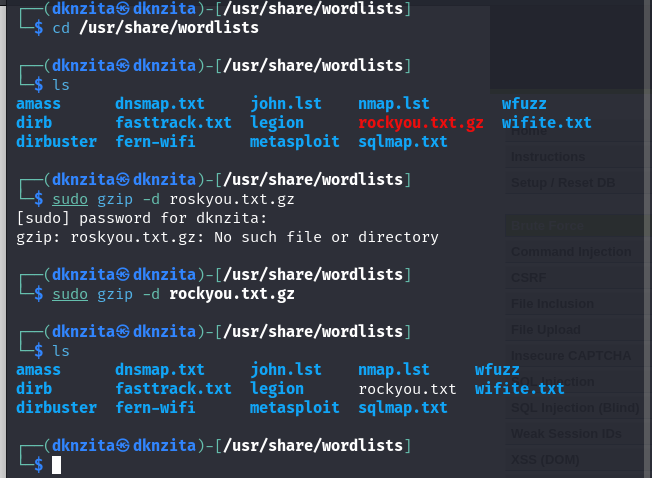 ┌──(dknzita㉿dknzita)-[/usr/share/wordlists]
└─$ cd /usr/share/wordlists
┌──(dknzita㉿dknzita)-[/usr/share/wordlists]
└─$ ls
amass dnsmap.txt john.lst nmap.lst wfuzz
dirb fasttrack.txt legion rockyou.txt.gz wifite.txt
dirbuster fern-wifi metasploit sqlmap.txt
┌──(dknzita㉿dknzita)-[/usr/share/wordlists]
└─$ sudo gzip -d roskyou.txt.gz
[sudo] password for dknzita:
gzip: roskyou.txt.gz: No such file or directory
┌──(dknzita㉿dknzita)-[/usr/share/wordlists]
└─$ sudo gzip -d rockyou.txt.gz
┌──(dknzita㉿dknzita)-[/usr/share/wordlists]
└─$ ls
amass dnsmap.txt john.lst nmap.lst wfuzz
dirb fasttrack.txt legion rockyou.txt wifite.txt
dirbuster fern-wifi metasploit sqlmap.txt
┌──(dknzita㉿dknzita)-[/usr/share/wordlists]
└─$
Home
Instructions
Setup / Reset DB
Brute Force
Command Injection
CSRF
File Inclusion
File Upload
Insecure CAPTCHA
SQL Injection
SQL Injection (Blind)
Weak Session IDs
XSS (DOM)